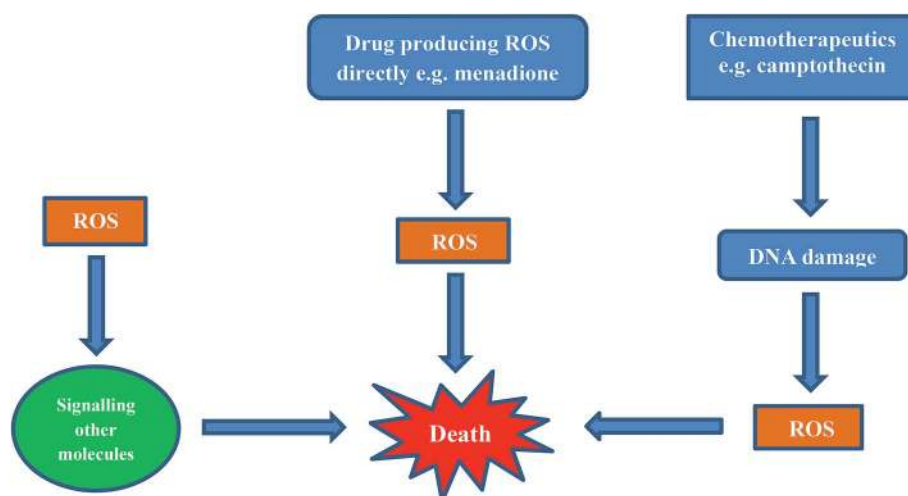 Drug producing ROS
directly e.g. menadione
Chemotherapeutics
e.g. camptothecin
ROS
ROS
DNA damage
Signalling
other
molecules
Death
ROS